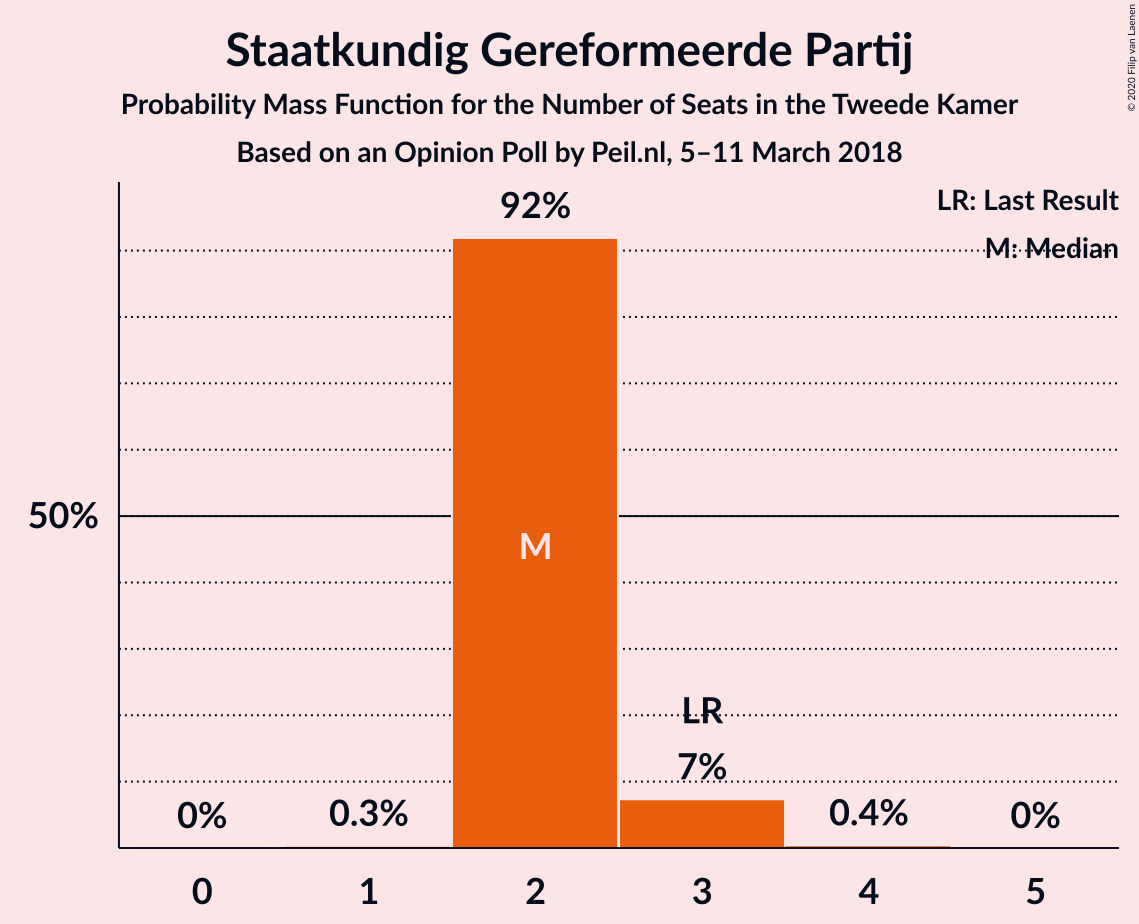 Staatkundig Gereformeerde Partij
Probability Mass Function for the Number of Seats in the Tweede Kamer
Based on an Opinion Poll by Peil.nl, 5–11 March 2018
© 2020 Filip van Laenen
LR: Last Result
M: Median
92%
50%
M
LR
7%
0%
0.3%
0.4%
0%
0
1
2
3
4
5